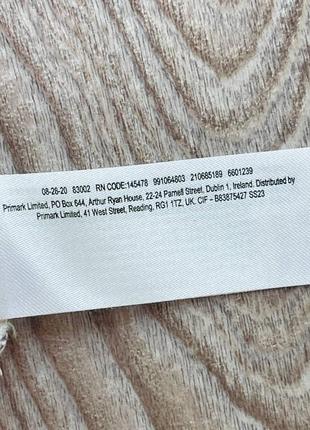 08-26-20 83002 RN CODE:145478 991064803 210685189 6601239
Primark Limited, PO Box 644, Arthur Ryan House, 22-24 Parnell Street, Dublin 1, Ireland. Distributed by
Primark Limited, 41 West Street, Reading, RG1 1TZ, UK. CIF – B83875427 SS23